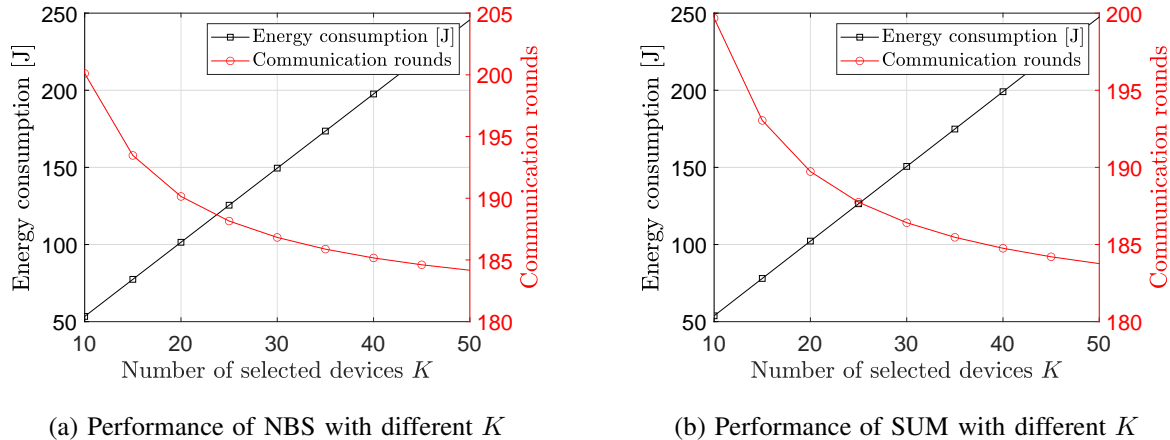 250
200
150
100
50
Energy consumption [J]
Energy consumption [J]
Communication rounds
205
200
195
190
185
180
Communication rounds
10 20 30 40 50
Number of selected devices K
(a) Performance of NBS with different K
250
200
150
100
50
Energy consumption [J]
Energy consumption [J]
Communication rounds
200
195
190
185
180
Communication rounds
10 20 30 40 50
Number of selected devices K
(b) Performance of SUM with different K